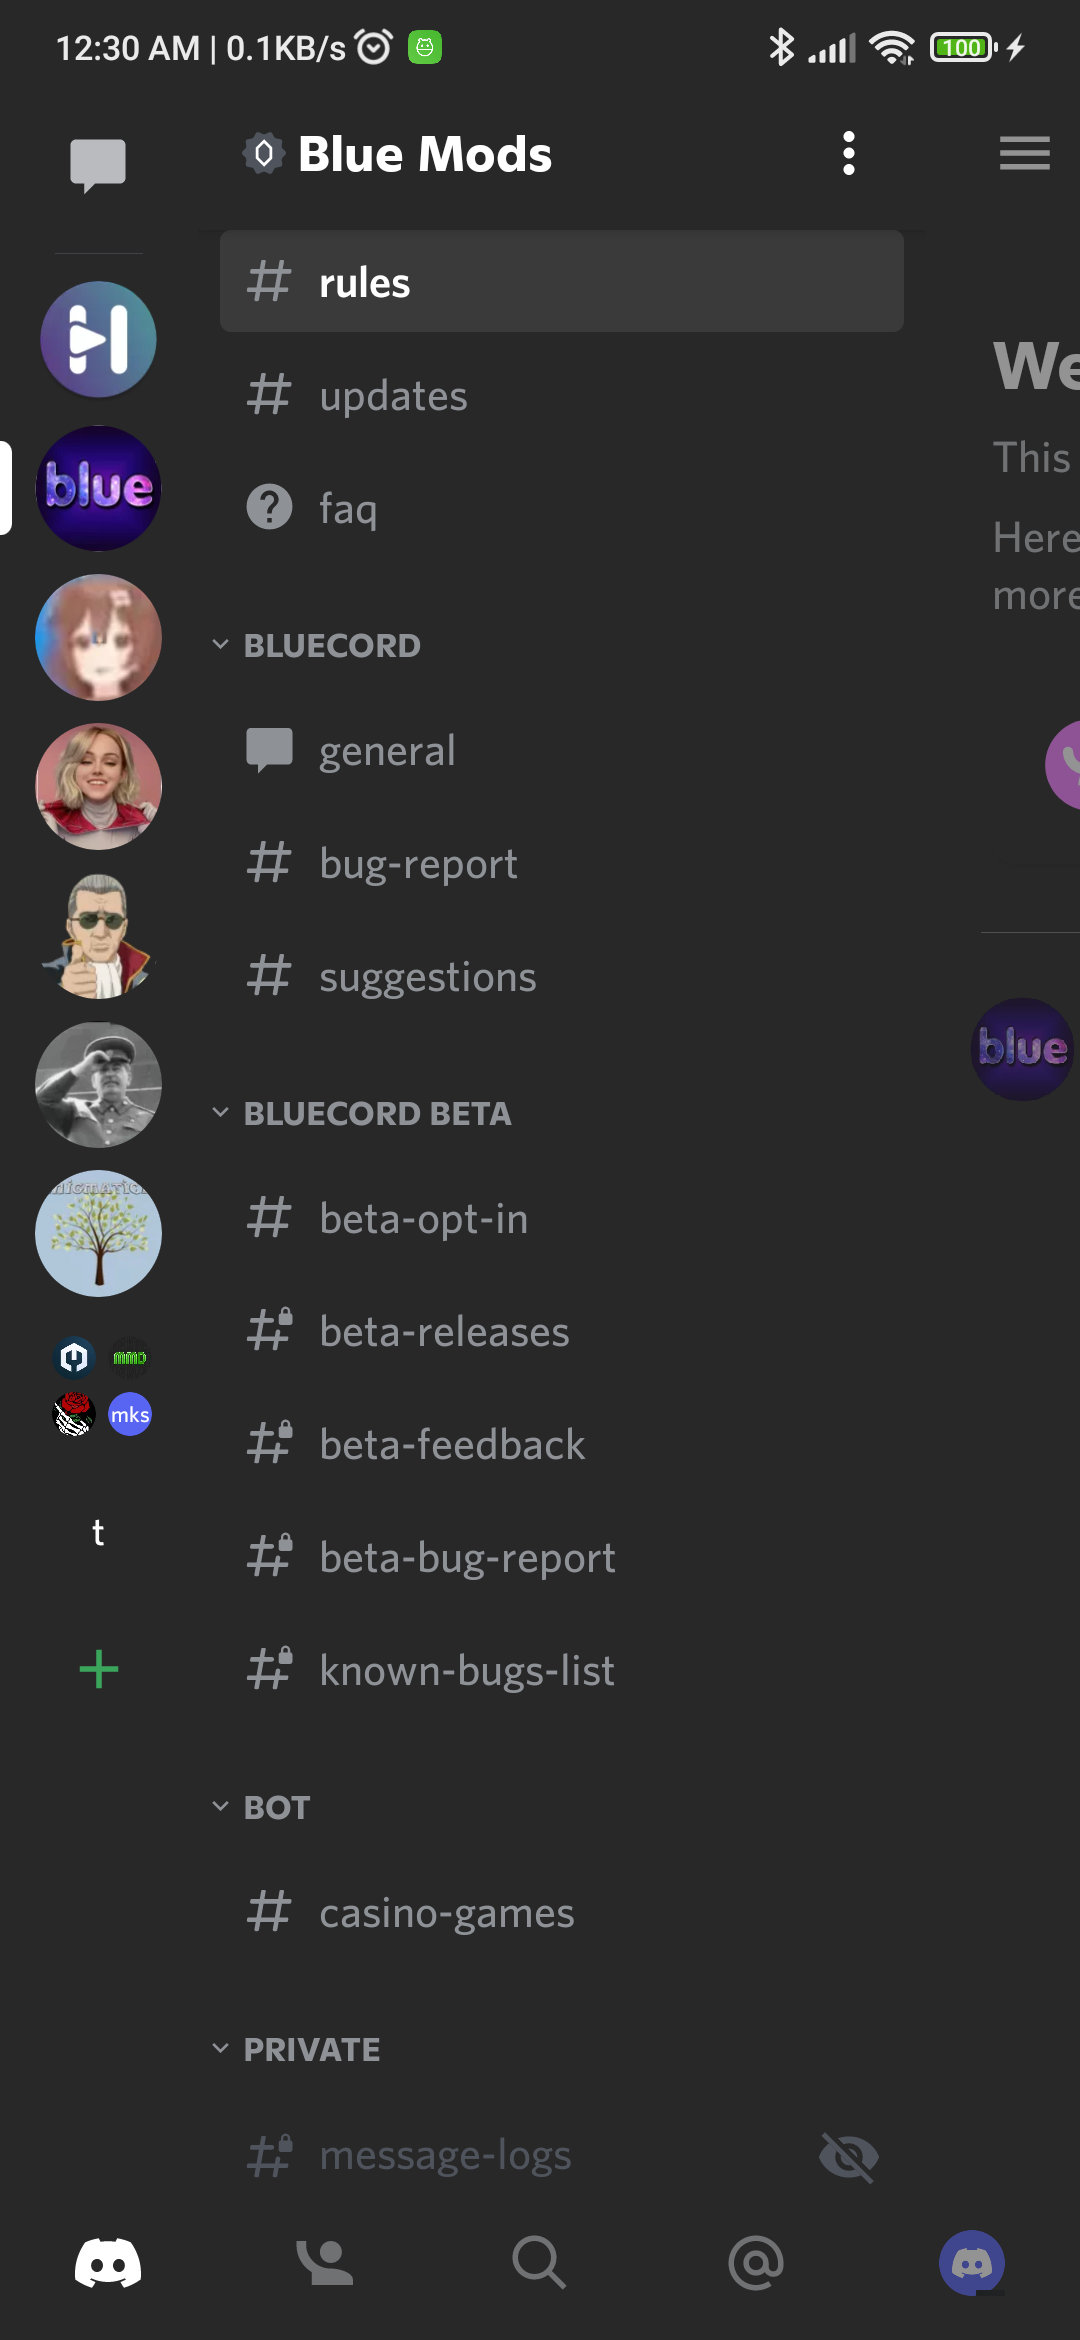 12:30 AM | 0.1KB/s
100
Blue Mods
rules
updates
faq
BLUECORD
general
bug-report
suggestions
BLUECORD BETA
beta-opt-in
beta-releases
beta-feedback
beta-bug-report
known-bugs-list
BOT
casino-games
PRIVATE
message-logs
blue
mmd
mks
t
We
This
Here
more
blue